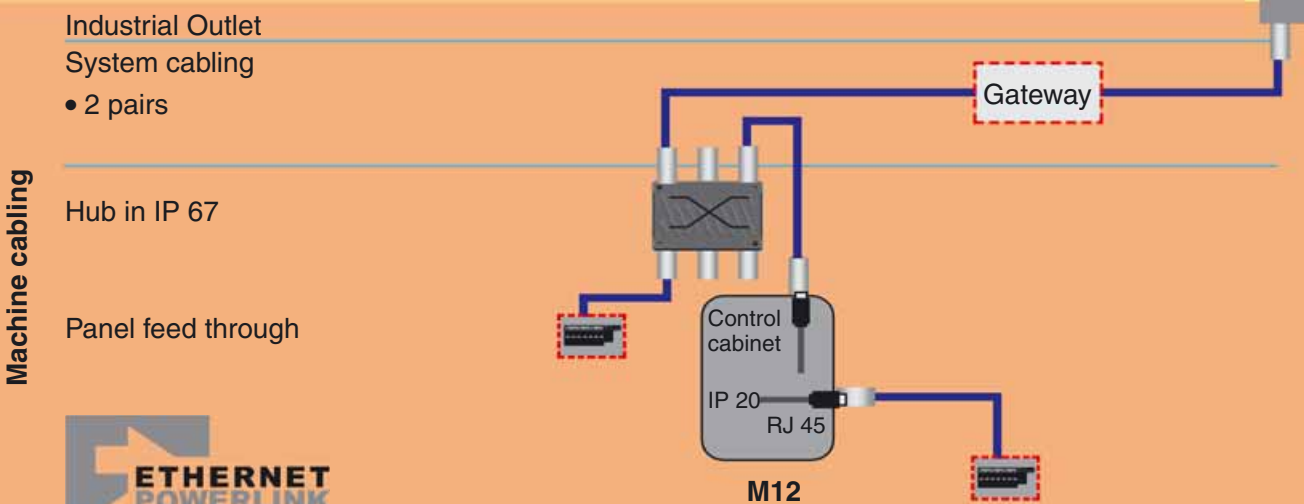 Industrial Outlet
System cabling
• 2 pairs
Gateway
Machine cabling
Hub in IP 67
Panel feed through
Control
cabinet
IP 20
RJ 45
M12
ETHERNET
POWERLINK